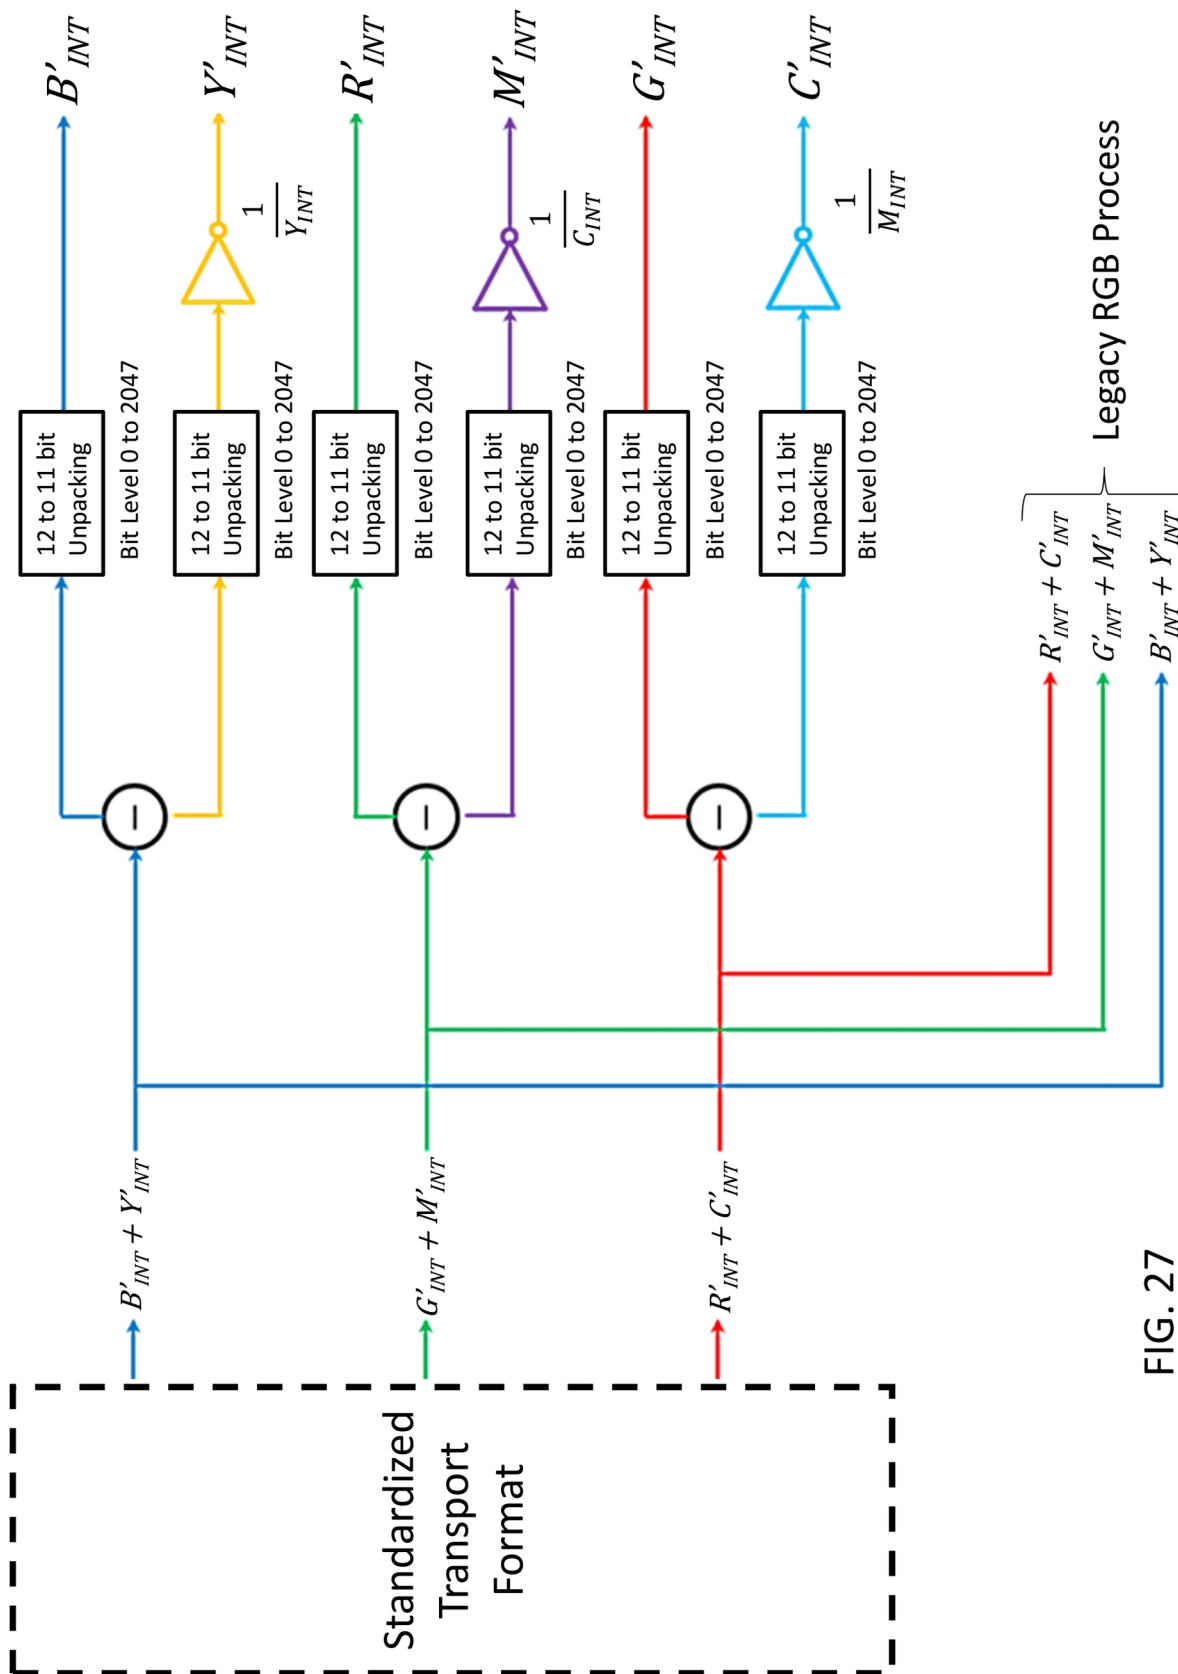 Standardized
Transport
Format
B'INT + Y'INT
G'INT + M'INT
R'INT + C'INT
12 to 11 bit
Unpacking
Bit Level 0 to 2047
B'INT
12 to 11 bit
Unpacking
Bit Level 0 to 2047
1
YINT
Y'INT
12 to 11 bit
Unpacking
Bit Level 0 to 2047
R'INT
12 to 11 bit
Unpacking
Bit Level 0 to 2047
1
CINT
M'INT
12 to 11 bit
Unpacking
Bit Level 0 to 2047
G'INT
12 to 11 bit
Unpacking
Bit Level 0 to 2047
1
MINT
C'INT
−
−
−
R'INT + C'INT
G'INT + M'INT
B'INT + Y'INT
Legacy RGB Process
FIG. 27